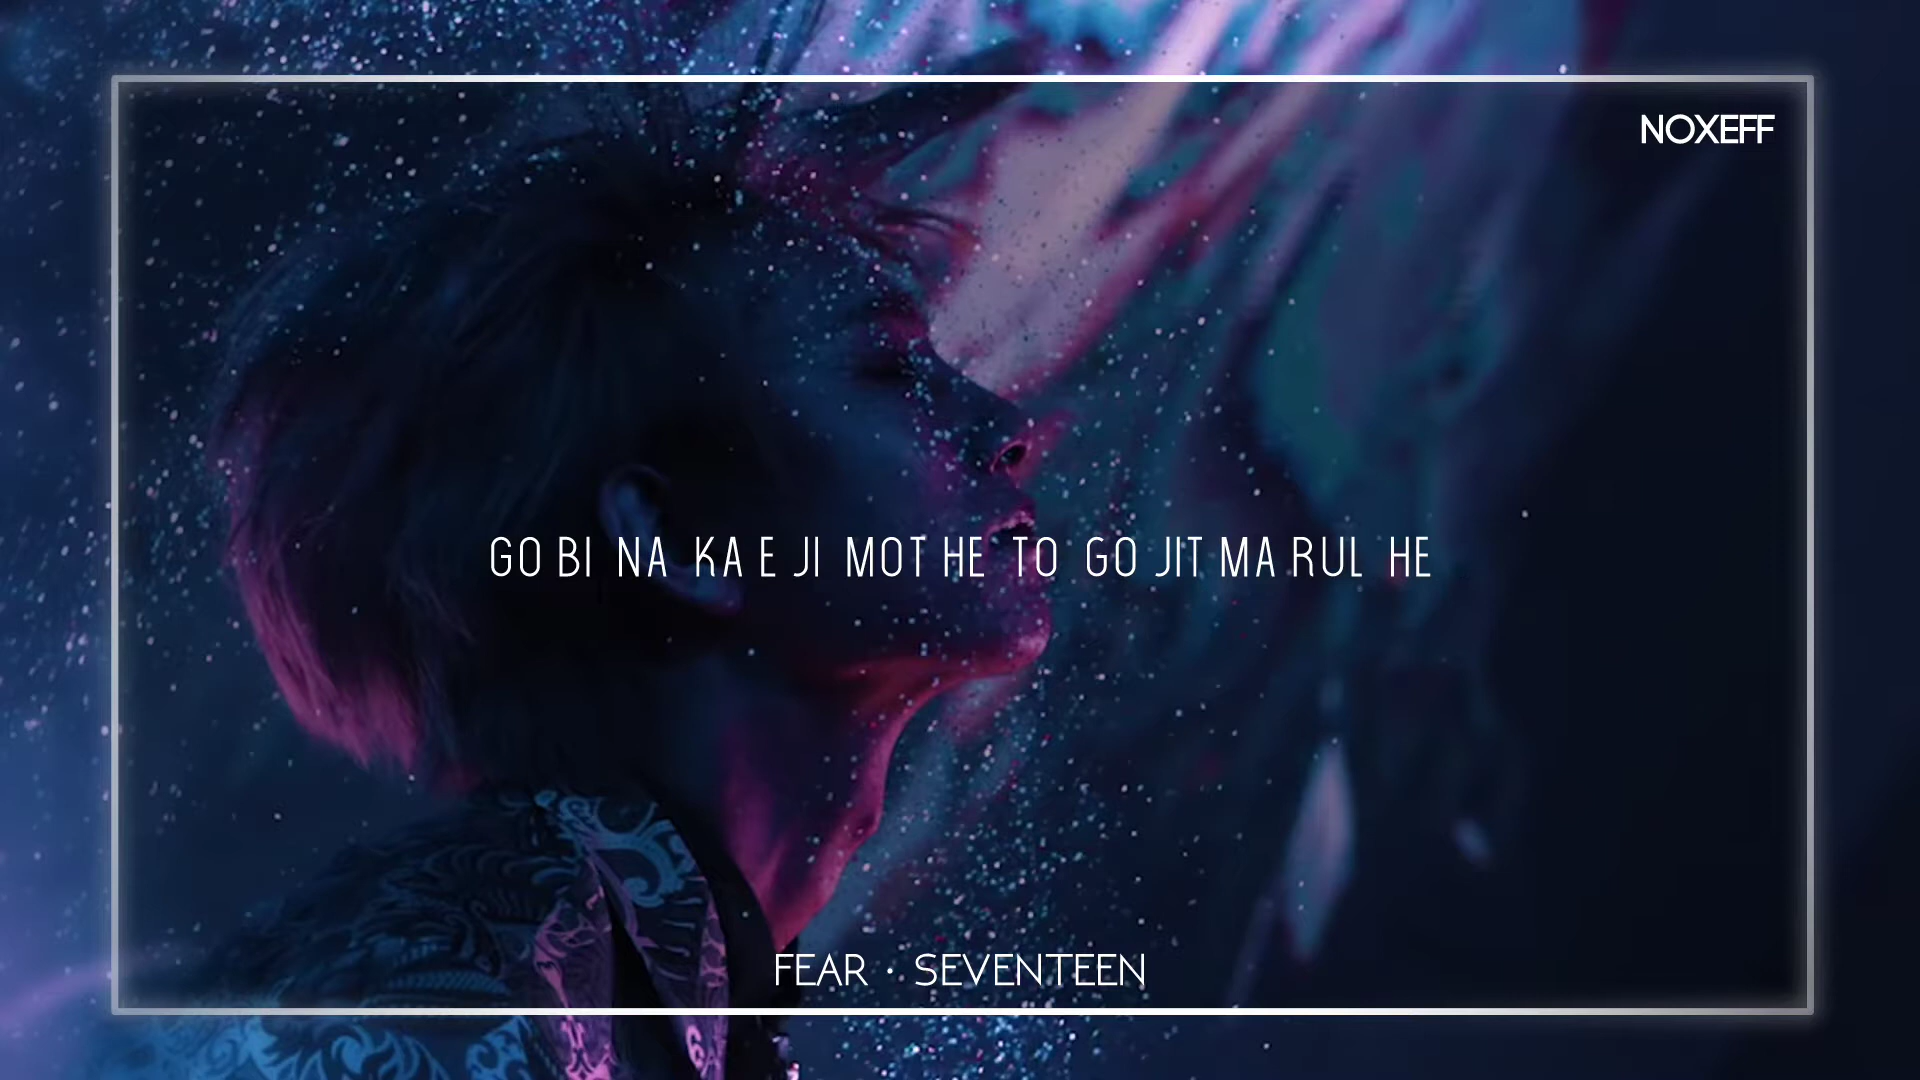 NOXEFF
GO BI NA KA E JI MOT HE TO GO JIT MA RUL HE
FEAR · SEVENTEEN